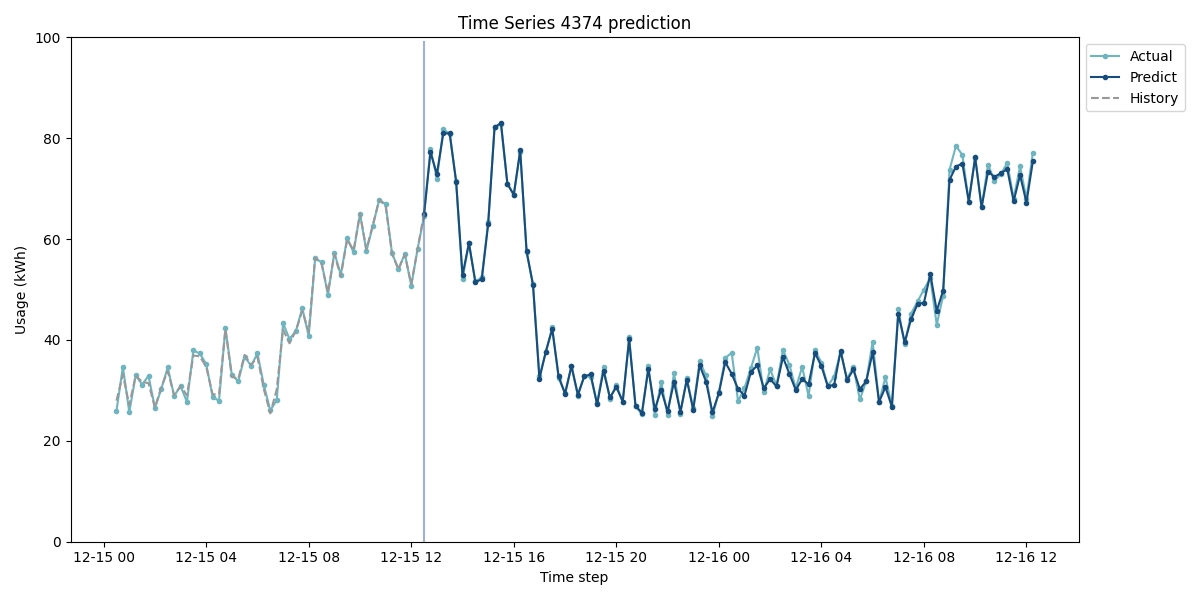 Time Series 4374 prediction
100
80
60
40
20
0
Usage (kWh)
12-15 00
12-15 04
12-15 08
12-15 12
12-15 16
12-15 20
12-16 00
12-16 04
12-16 08
12-16 12
Time step
Actual
Predict
History